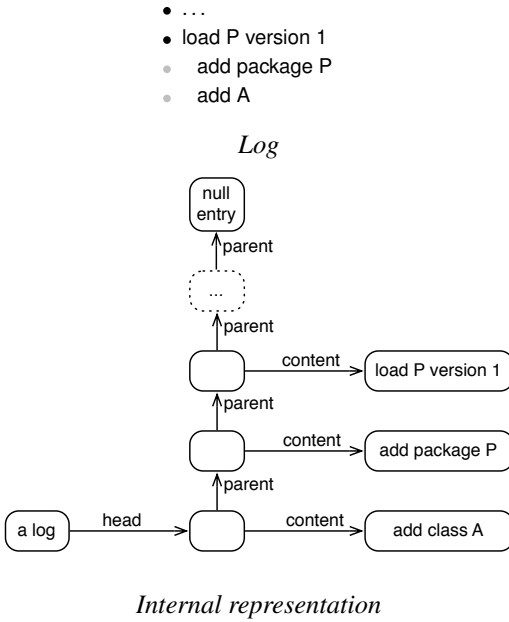 • ...
• load P version 1
• add package P
• add A
Log
null
entry
parent
...
parent
content
load P version 1
parent
content
add package P
parent
a log
head
content
add class A
Internal representation